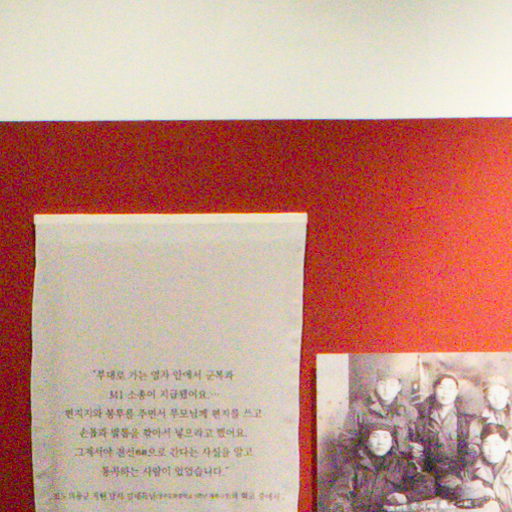 "부대로 가는 열차 안에서 군복과
M1 소총이 지급됐어요…
편지지와 봉투를 주면서 부모님께 편지를 쓰고
손톱과 발톱을 깎아서 넣으라고 했어요.
그제서야 전선으로 간다는 사실을 알고
통곡하는 사람이 있었습니다."